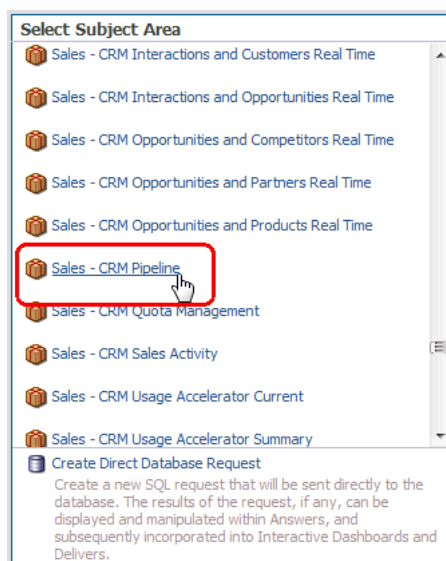 Select Subject Area
Sales - CRM Interactions and Customers Real Time
Sales - CRM Interactions and Opportunities Real Time
Sales - CRM Opportunities and Competitors Real Time
Sales - CRM Opportunities and Partners Real Time
Sales - CRM Opportunities and Products Real Time
Sales - CRM Pipeline
Sales - CRM Quota Management
Sales - CRM Sales Activity
Sales - CRM Usage Accelerator Current
Sales - CRM Usage Accelerator Summary
Create Direct Database Request
Create a new SQL request that will be sent directly to the
database. The results of the request, if any, can be
displayed and manipulated within Answers, and
subsequently incorporated into Interactive Dashboards and
Delivers.